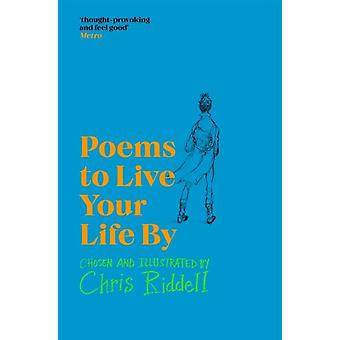 ‘thought-provoking
and feel good’
Metro
Poems
to Live
Your
Life By
CHOSEN AND ILLUSTRATED BY
Chris Riddell